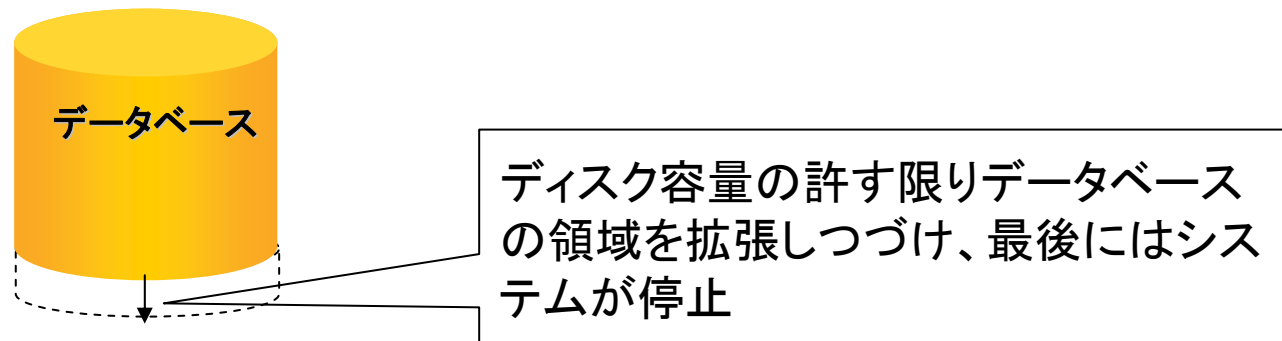 データベース
ディスク容量の許す限りデータベース
の領域を拡張しつづけ、最後にはシス
テムが停止